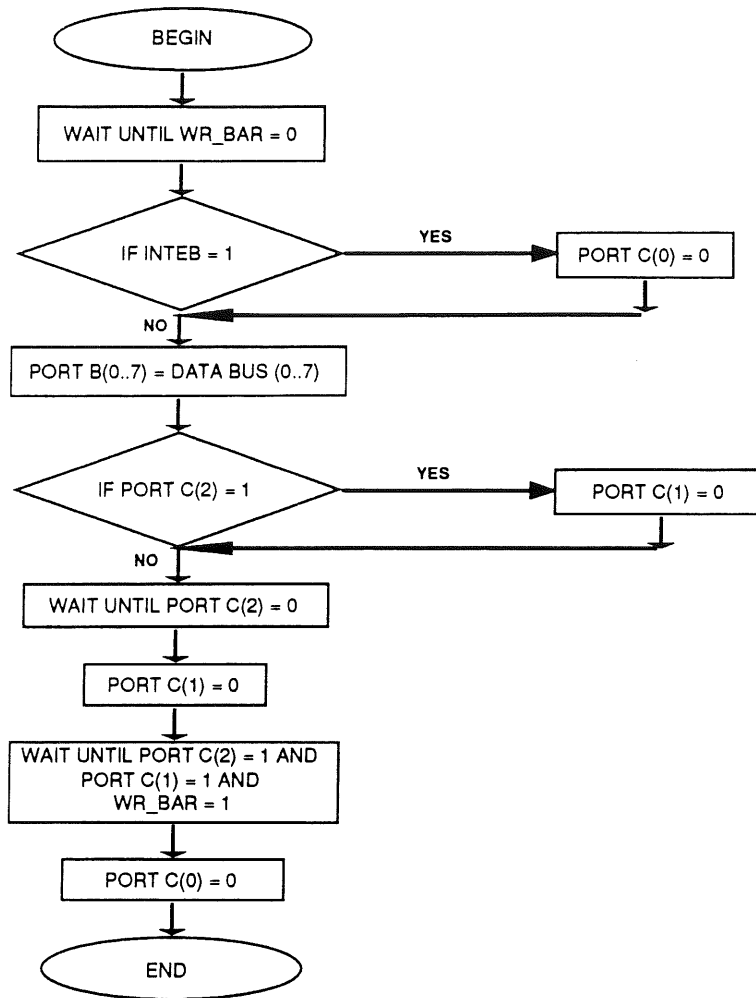 BEGIN
WAIT UNTIL WR_BAR = 0
IF INTEB = 1
YES
PORT C(0) = 0
NO
PORT B(0..7) = DATA BUS (0..7)
IF PORT C(2) = 1
YES
PORT C(1) = 0
NO
WAIT UNTIL PORT C(2) = 0
PORT C(1) = 0
WAIT UNTIL PORT C(2) = 1 AND
PORT C(1) = 1 AND
WR_BAR = 1
PORT C(0) = 0
END